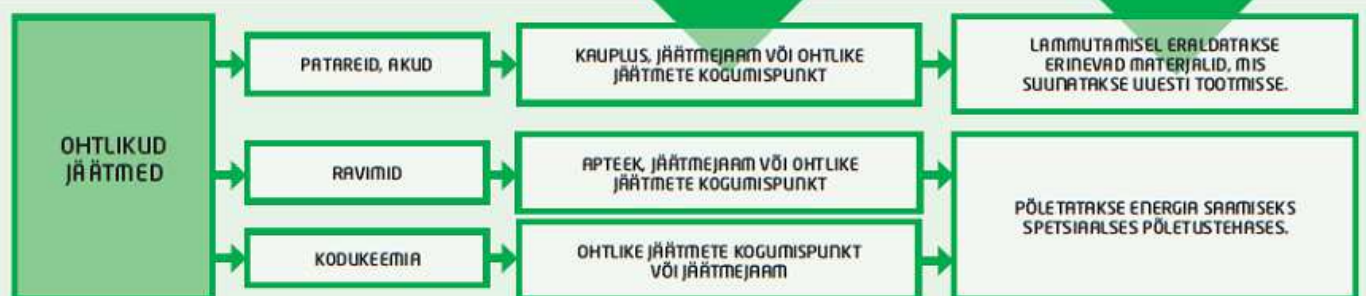 OHTLIKUD
JÄÄTMED
PATAREID, AKUD
KAUPLUS, JÄÄTMEJAAM VÕI OHTLIKE
JÄÄTMETE KOGUMISPUNKT
LAMMUTAMISEL ERALDATAKSE
ERINEVAD MATERJALID, MIS
SUUNATAKSE UUESTI TOOTMISSE.
RAVIMID
APTEEK, JÄÄTMEJAAM VÕI OHTLIKE
JÄÄTMETE KOGUMISPUNKT
PÕLETATAKSE ENERGIA SAAMISEKS
SPETSIAALSES PÕLETUSTEHASES.
KODUKEEMIA
OHTLIKE JÄÄTMETE KOGUMISPUNKT
VÕI JÄÄTMEJAAM